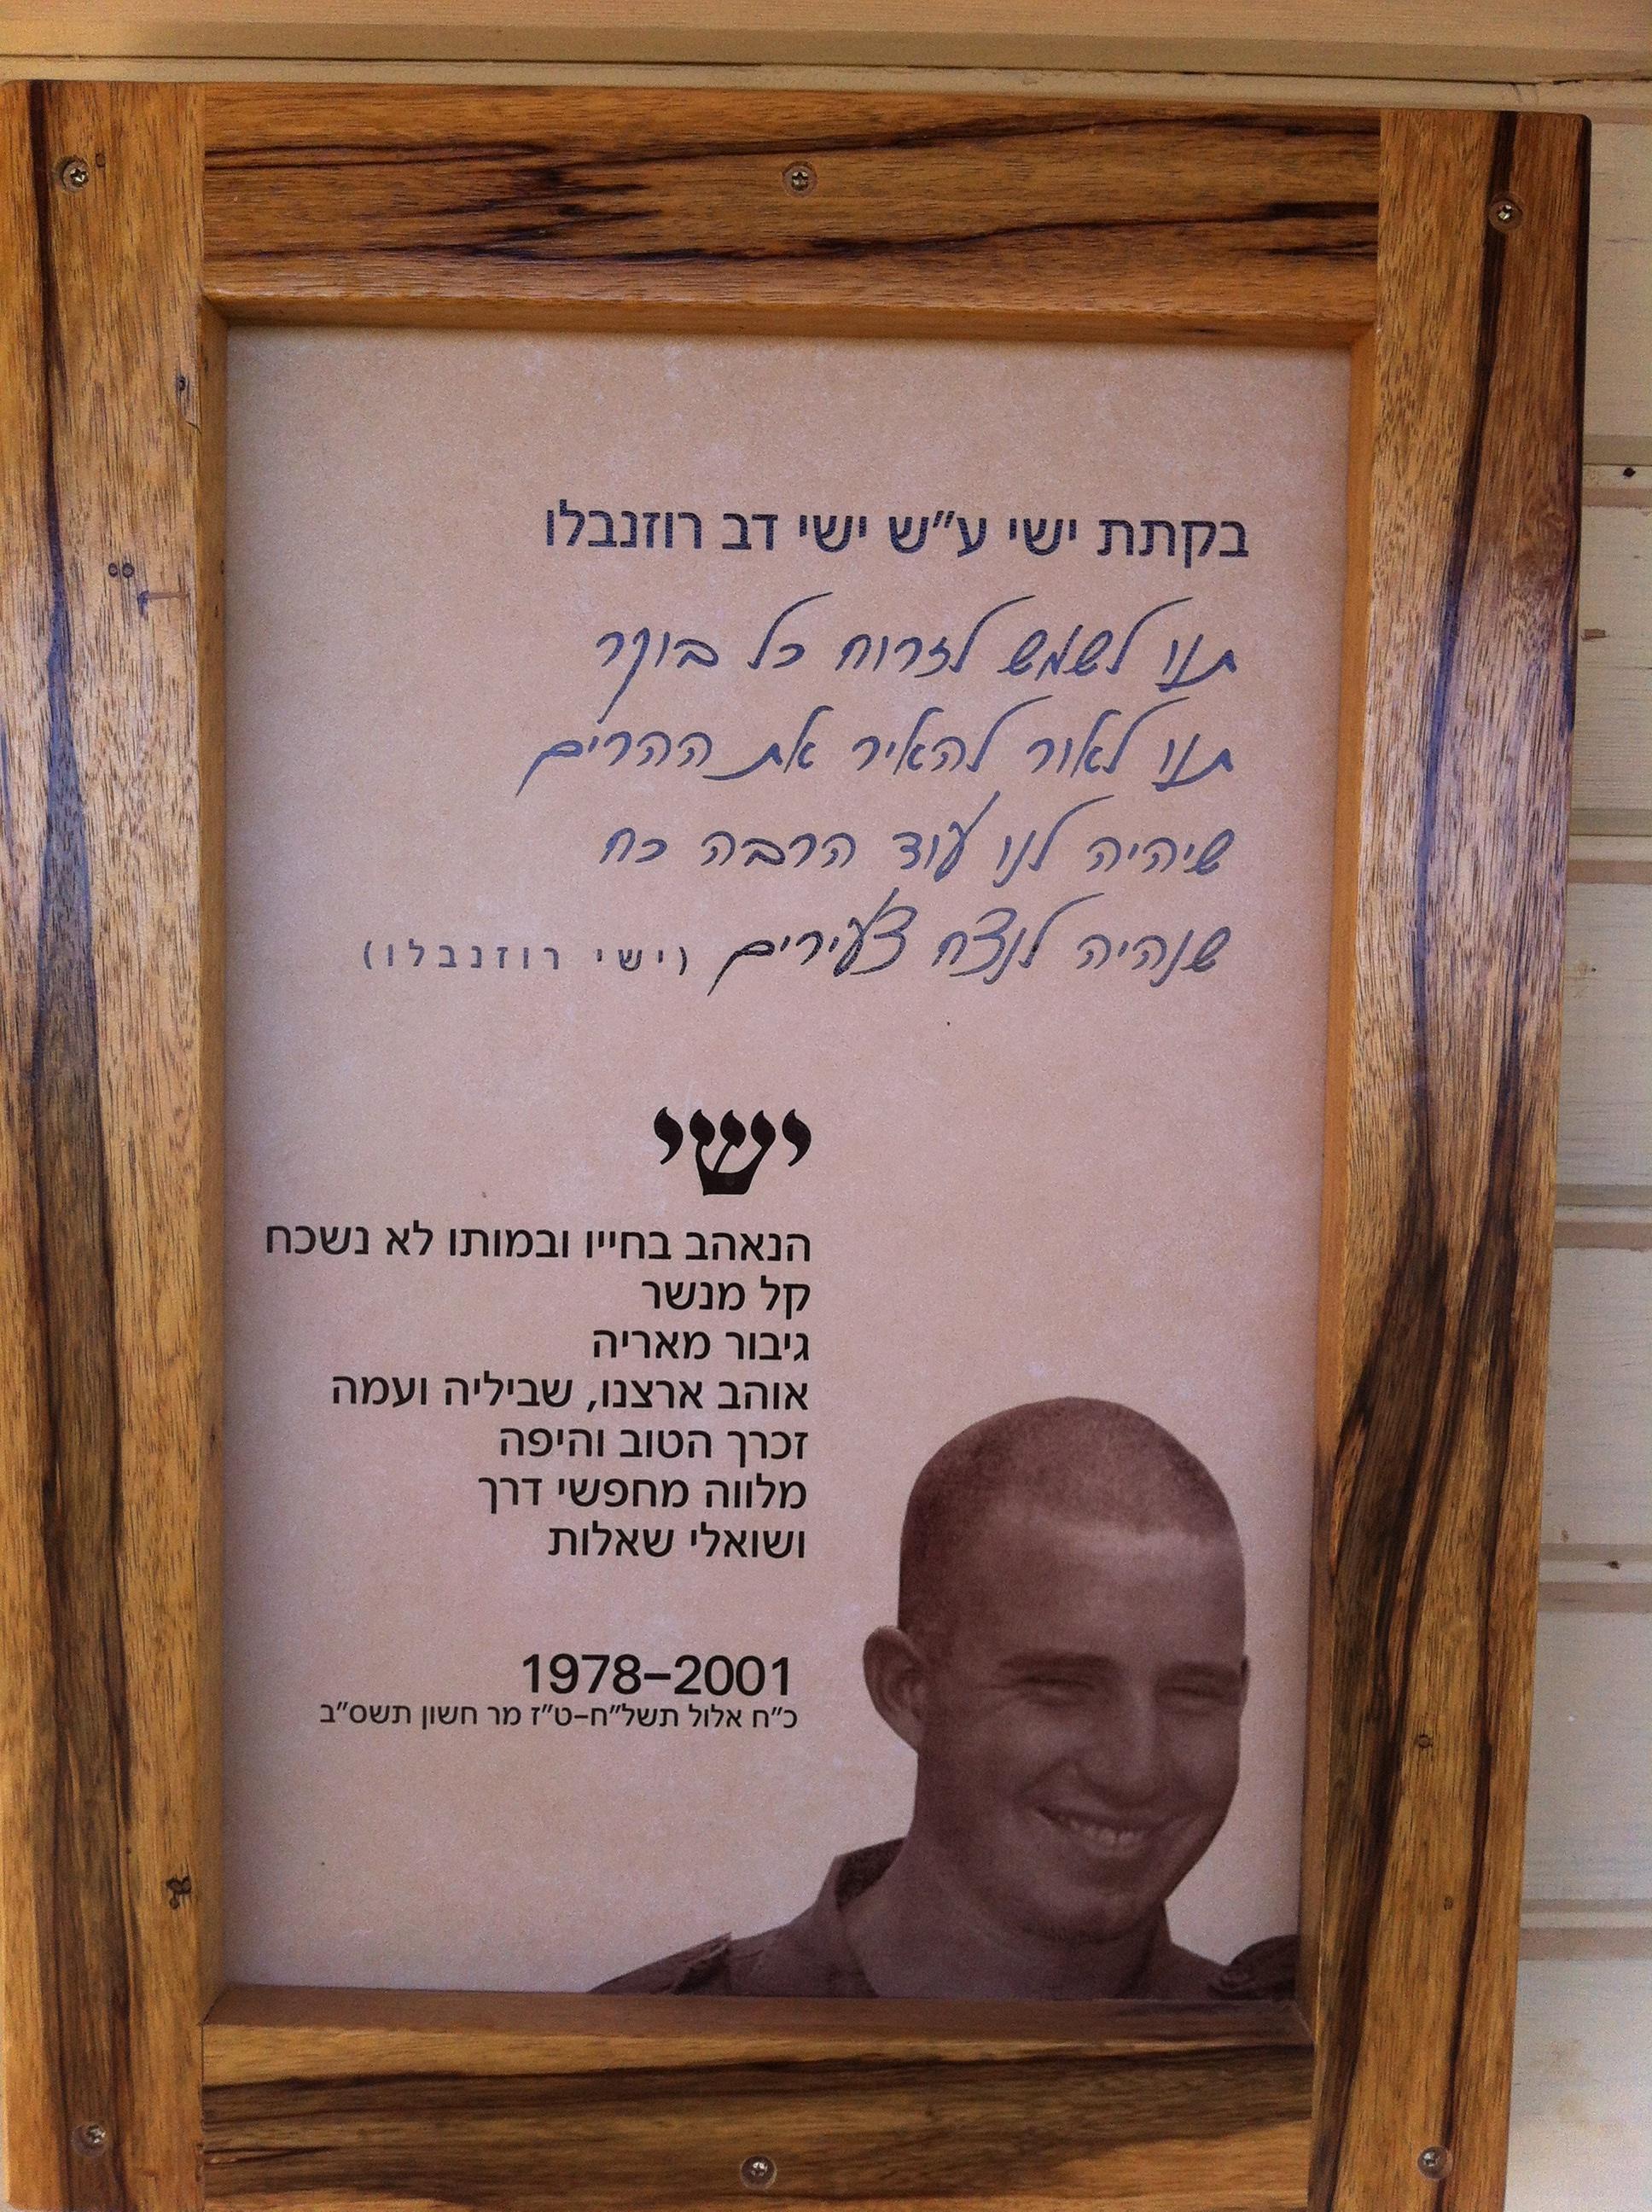 בקתת ישי ע״ש ישי דב רוזנבלו
תנו לשמש לזרוח כל בוקר
תנו לאור להאיר את ההרים
שיהיה לנו עוד הרבה כח
שנהיה לנצח צעירים (ישי רוזנבלו)
ישי
הנאהב בחייו ובמותו לא נשכח
קל מנשר
גיבור מאריה
אוהב ארצנו, שביליה ועמה
זכרך הטוב והיפה
מלווה מחפשי דרך
ושואלי שאלות
1978–2001
כ״ח אלול תשל״ח–ט״ז מר חשון תשס״ב